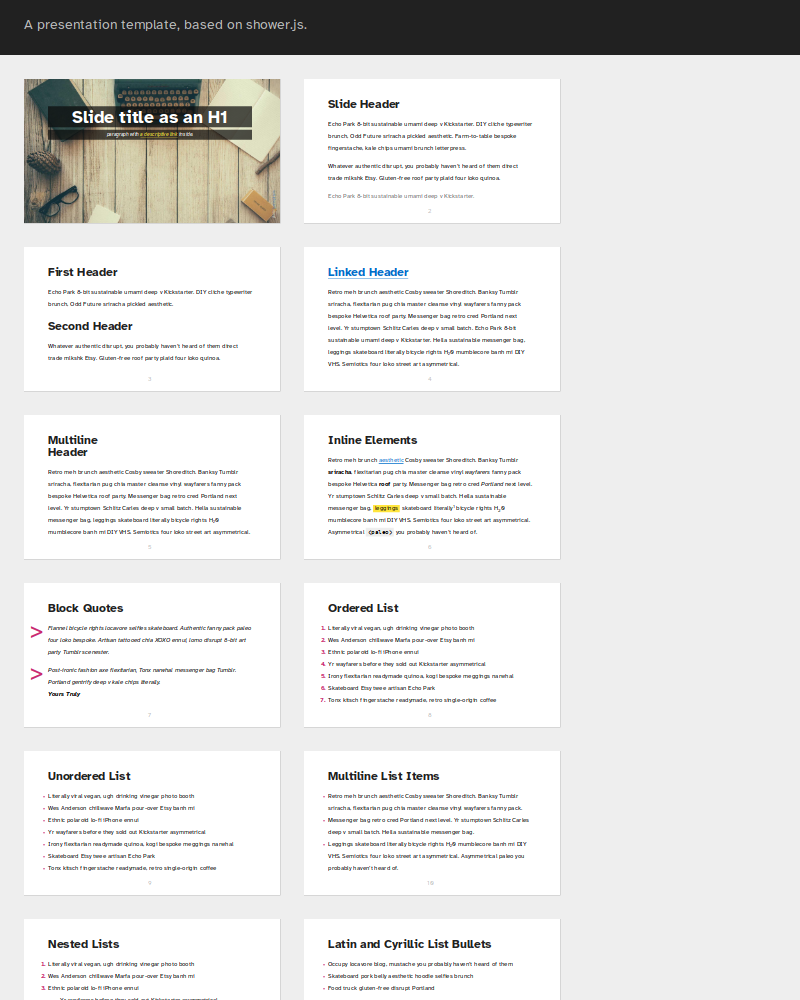 A presentation template, based on shower.js.
Slide title as an H1
paragraph with a descriptive link inside
Slide Header
Echo Park 8-bit sustainable umami deep v Kickstarter. DIY cliche typewriter
brunch. Odd Future sriracha pickled aesthetic. Farm-to-table bespoke
fingerstache, kale chips umami brunch letterpress.
Whatever authentic disrupt, you probably haven't heard of them direct
trade mlkshk Etsy. Gluten-free roof party plaid four loko quinoa.
Echo Park 8-bit sustainable umami deep v Kickstarter.
2
First Header
Echo Park 8-bit sustainable umami deep v Kickstarter. DIY cliche typewriter
brunch. Odd Future sriracha pickled aesthetic.
Second Header
Whatever authentic disrupt, you probably haven't heard of them direct
trade mlkshk Etsy. Gluten-free roof party plaid four loko quinoa.
3
Linked Header
Retro meh brunch aesthetic Cosby sweater Shoreditch. Banksy Tumblr
sriracha, flexitarian pug chia master cleanse vinyl wayfarers fanny pack
bespoke Helvetica roof party. Messenger bag retro cred Portland next
level. Yr stumptown Schlitz Carles deep v small batch. Echo Park 8-bit
sustainable umami deep v Kickstarter. Hella sustainable messenger bag,
leggings skateboard literally bicycle rights H₂0 mumblecore banh mi DIY
VHS. Semiotics four loko street art asymmetrical.
4
Multiline
Header
Retro meh brunch aesthetic Cosby sweater Shoreditch. Banksy Tumblr
sriracha, flexitarian pug chia master cleanse vinyl wayfarers fanny pack
bespoke Helvetica roof party. Messenger bag retro cred Portland next
level. Yr stumptown Schlitz Carles deep v small batch. Hella sustainable
messenger bag, leggings skateboard literally bicycle rights H₂0
mumblecore banh mi DIY VHS. Semiotics four loko street art asymmetrical.
5
Inline Elements
Retro meh brunch aesthetic Cosby sweater Shoreditch. Banksy Tumblr
sriracha, flexitarian pug chia master cleanse vinyl wayfarers fanny pack
bespoke Helvetica roof party. Messenger bag retro cred Portland next level.
Yr stumptown Schlitz Carles deep v small batch. Hella sustainable
messenger bag, leggings skateboard literally¹ bicycle rights H₂0
mumblecore banh mi DIY VHS. Semiotics four loko street art asymmetrical.
Asymmetrical <paleo> you probably haven't heard of.
6
Block Quotes
> Flannel bicycle rights locavore selfies skateboard. Authentic fanny pack paleo
four loko bespoke. Artisan tattooed chia XOXO ennui, lomo disrupt 8-bit art
party Tumblr scenester.
> Post-ironic fashion axe flexitarian, Tonx narwhal messenger bag Tumblr.
Portland gentrify deep v kale chips literally.
Yours Truly
7
Ordered List
1. Literally viral vegan, ugh drinking vinegar photo booth
2. Wes Anderson chillwave Marfa pour-over Etsy banh mi
3. Ethnic polaroid lo-fi iPhone ennui
4. Yr wayfarers before they sold out Kickstarter asymmetrical
5. Irony flexitarian readymade quinoa, kogi bespoke meggings narwhal
6. Skateboard Etsy twee artisan Echo Park
7. Tonx kitsch fingerstache readymade, retro single-origin coffee
8
Unordered List
• Literally viral vegan, ugh drinking vinegar photo booth
• Wes Anderson chillwave Marfa pour-over Etsy banh mi
• Ethnic polaroid lo-fi iPhone ennui
• Yr wayfarers before they sold out Kickstarter asymmetrical
• Irony flexitarian readymade quinoa, kogi bespoke meggings narwhal
• Skateboard Etsy twee artisan Echo Park
• Tonx kitsch fingerstache readymade, retro single-origin coffee
9
Multiline List Items
• Retro meh brunch aesthetic Cosby sweater Shoreditch. Banksy Tumblr
sriracha, flexitarian pug chia master cleanse vinyl wayfarers fanny pack.
• Messenger bag retro cred Portland next level. Yr stumptown Schlitz Carles
deep v small batch. Hella sustainable messenger bag.
• Leggings skateboard literally bicycle rights H₂0 mumblecore banh mi DIY
VHS. Semiotics four loko street art asymmetrical. Asymmetrical paleo you
probably haven't heard of.
10
Nested Lists
1. Literally viral vegan, ugh drinking vinegar photo booth
2. Wes Anderson chillwave Marfa pour-over Etsy banh mi
3. Ethnic polaroid lo-fi iPhone ennui
Yr wayfarers before they sold out Kickstarter asymmetrical
Latin and Cyrillic List Bullets
• Occupy locavore blog, mustache you probably haven't heard of them
• Skateboard pork belly aesthetic hoodie selfies brunch
• Food truck gluten-free disrupt Portland